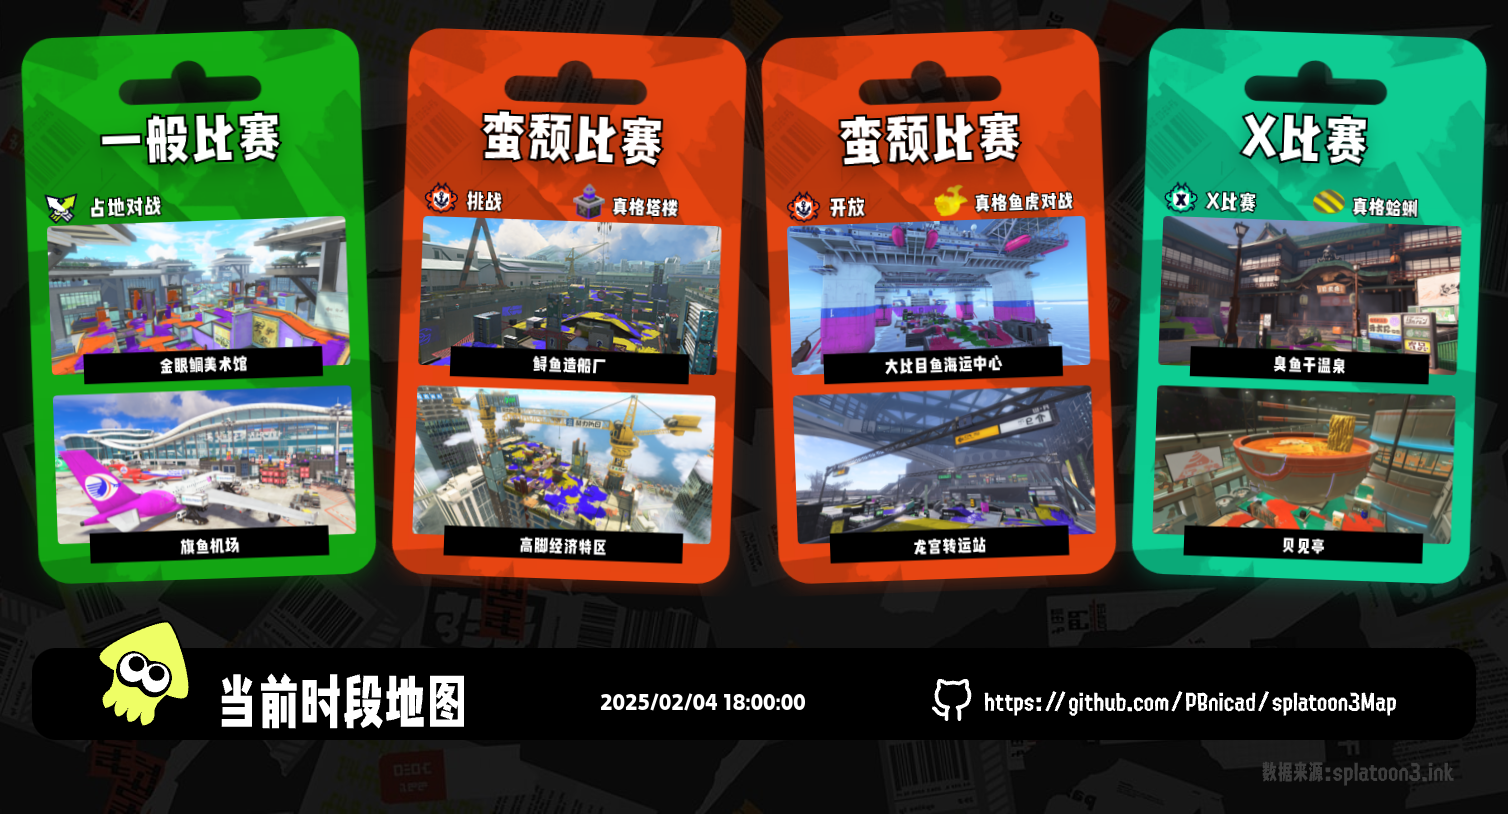 一般比赛
占地对战
金眼鲷美术馆
旗鱼机场
蛮颓比赛
挑战
真格塔楼
鲟鱼造船厂
高脚经济特区
蛮颓比赛
开放
真格鱼虎对战
大比目鱼海运中心
龙宫转运站
X比赛
X比赛
真格蛤蜊
臭鱼干温泉
贝见亭
当前时段地图
2025/02/04 18:00:00
https://github.com/PBnicad/splatoon3Map
数据来源:splatoon3.ink